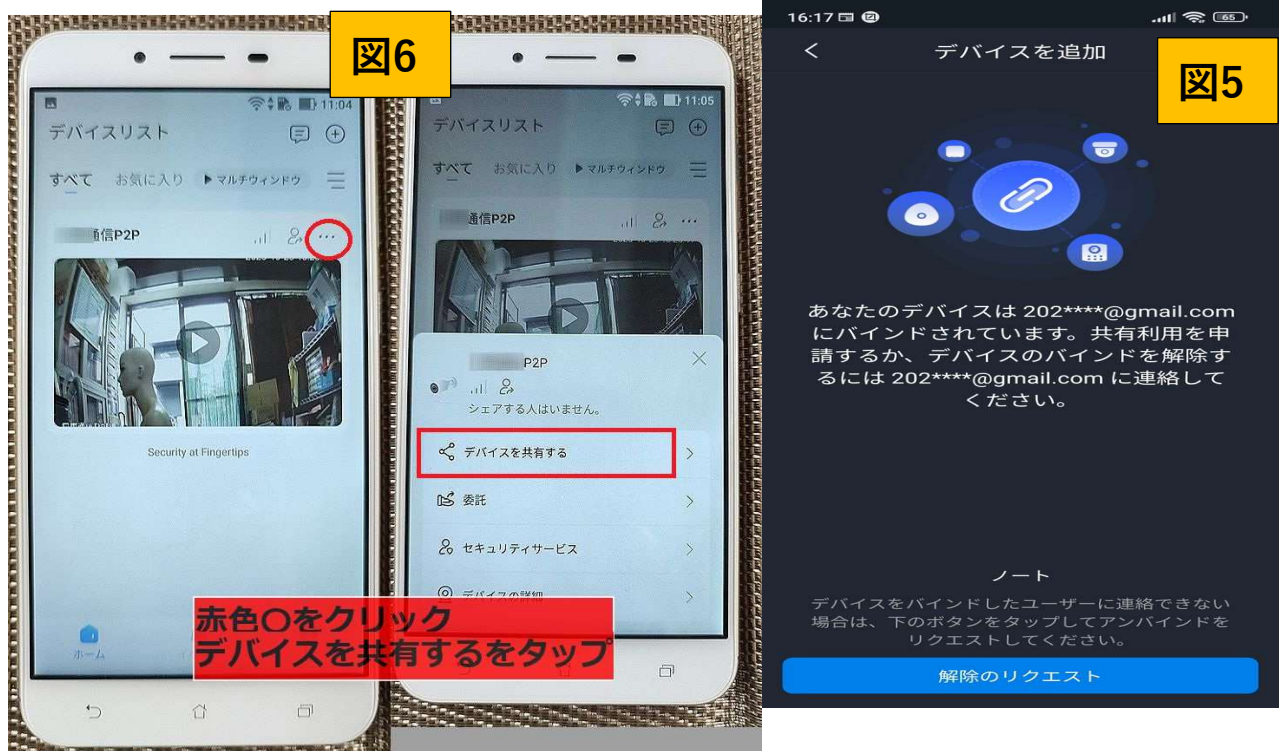 図6
11:04
デバイスリスト
すべて お気に入り ▶マルチウィンドウ
通信P2P
Security at Fingertips
ホーム
11:05
デバイスリスト
すべて お気に入り ▶マルチウィンドウ
通信P2P
P2P
シェアする人はいません。
デバイスを共有する
委託
セキュリティサービス
デバイスの詳細
赤色〇をクリック
デバイスを共有するをタップ
16:17
65
デバイスを追加
図5
あなたのデバイスは 202****@gmail.com
にバインドされています。共有利用を申
請するか、デバイスのバインドを解除す
るには 202****@gmail.com に連絡して
ください。
ノート
デバイスをバインドしたユーザーに連絡できない
場合は、下のボタンをタップしてアンバインドを
リクエストしてください。
解除のリクエスト